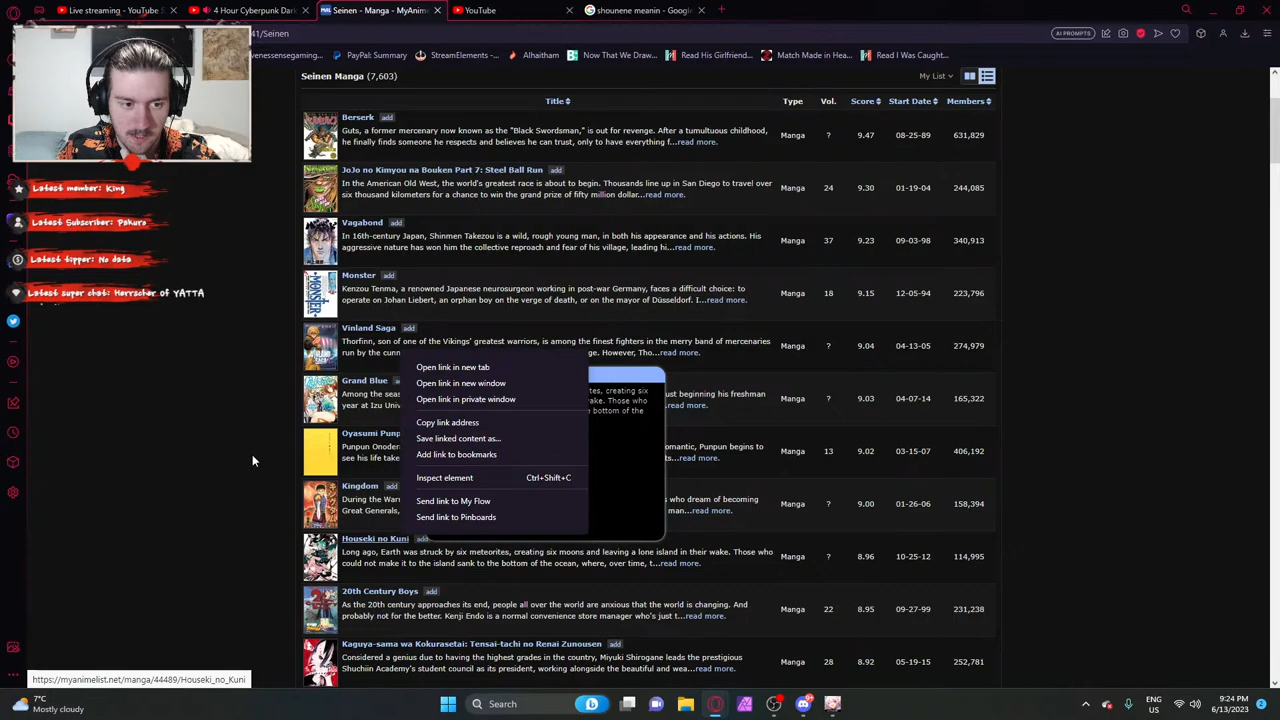 Live streaming - YouTube S
4 Hour Cyberpunk Dar
MAL Seinen - Manga - MyAnim
YouTube
shounene meanin - Googl
41/Seinen
AI PROMPTS
venessensegaming...
PayPal Summary
StreamElements -...
Alhaitham
Now That We Draw...
Read His Girlfriend...
Match Made in Hea...
Read I Was Caught...
Seinen Manga (7,603)
My List
Title Type Vol. Score Start Date Members
Berserk add
Guts, a former mercenary now known as the "Black Swordsman," is out for revenge. After a tumultuous childhood,
he finally finds someone he respects and believes he can trust, only to have everything f...read more.
Manga ? 9.47 08-25-89 631,829
JoJo no Kimyou na Bouken Part 7: Steel Ball Run add
In the American Old West, the world's greatest race is about to begin. Thousands line up in San Diego to travel over
six thousand kilometers for a chance to win the grand prize of fifty million dollar...read more.
Manga 24 9.30 01-19-04 244,085
Vagabond add
In 16th-century Japan, Shinmen Takezou is a wild, rough young man, in both his appearance and his actions. His
aggressive nature has won him the collective reproach and fear of his village, leading hi...read more.
Manga 37 9.23 09-03-98 340,913
MONSTER
Monster add
Kenzou Tenma, a renowned Japanese neurosurgeon working in post-war Germany, faces a difficult choice: to
operate on Johan Liebert, an orphan boy on the verge of death, or on the mayor of Düsseldorf. I...read more.
Manga 18 9.15 12-05-94 223,796
Vinland Saga add
Thorfinn, son of one of the Vikings' greatest warriors, is among the finest fighters in the merry band of mercenaries
run by the cunn
ge. However, Tho...read more.
Manga ? 9.04 04-13-05 274,979
Grand Blue a
Among the seas
ust beginning his freshman
year at Izu Univ
read more.
Manga ? 9.03 04-07-14 165,322
Oyasumi Punp
Punpun Onoder
omantic, Punpun begins to
see his life take
s...read more.
Manga 13 9.02 03-15-07 406,192
Kingdom add
During the Warr
who dream of becoming
Great Generals,
war...read more.
Manga ? 9.00 01-26-06 158,394
Houseki no Kuni add
Long ago, Earth was struck by six meteorites, creating six moons and leaving a lone island in their wake. Those who
could not make it to the island sank to the bottom of the ocean, where, over time, t...read more.
Manga ? 8.96 10-25-12 114,995
20th Century Boys add
As the 20th century approaches its end, people all over the world are anxious that the world is changing. And
probably not for the better. Kenji Endo is a normal convenience store manager who's just t...read more.
Manga 22 8.95 09-27-99 231,238
Kaguya-sama wa Kokurasetai: Tensai-tachi no Renai Zunousen add
Considered a genius due to having the highest grades in the country, Miyuki Shirogane leads the prestigious
Shuchiin Academy's student council as its president, working alongside the beautiful and wea...read more.
Manga 28 8.92 05-19-15 252,781
Open link in new tab
Open link in new window
Open link in private window
Copy link address
Save linked content as...
Add link to bookmarks
Inspect element Ctrl+Shift+C
Send link to My Flow
Send link to Pinboards
ites, creating six
ake. Those who
bottom of the
Latest member: King
Latest Subscriber: Pakuro
Latest tipper: No data
Latest super chat: Herrscher of YATTA
https://myanimelist.net/manga/44489/Houseki_no_Kuni
7°C
Mostly cloudy
Search
ENG
US
9:24 PM
6/13/2023
2